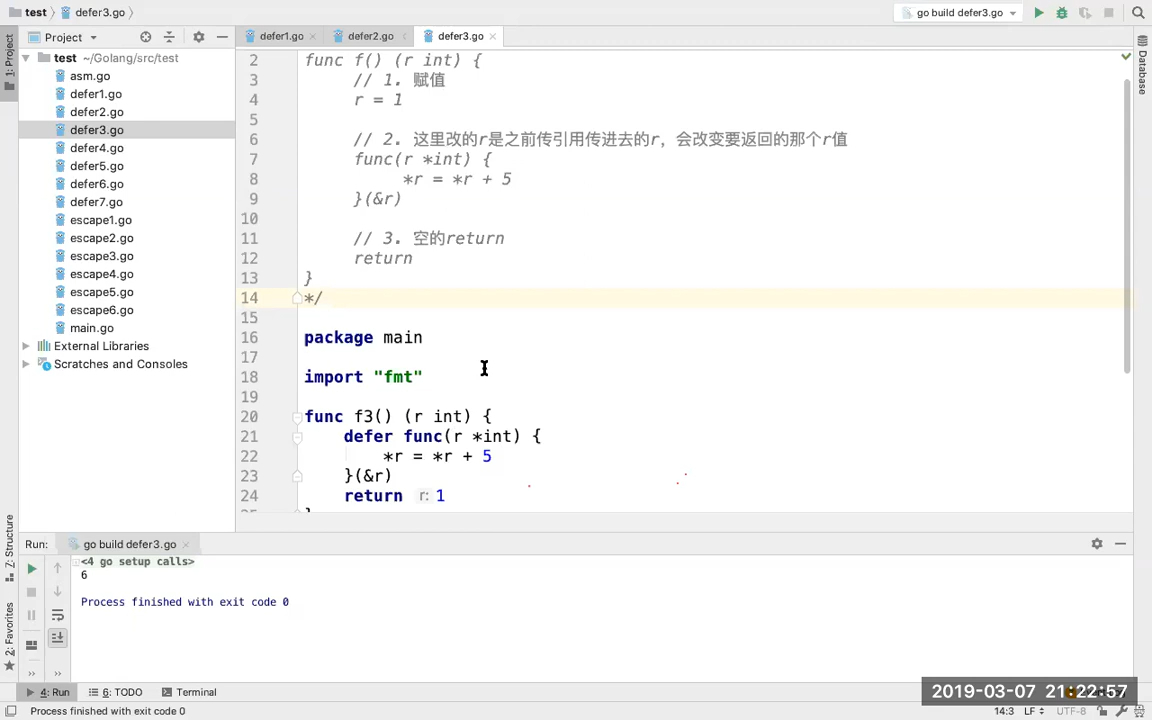 test
defer3.go
go build defer3.go
Project
defer1.go
defer2.go
defer3.go
1: Project
Database
test ~/Golang/src/test
asm.go
defer1.go
defer2.go
defer3.go
defer4.go
defer5.go
defer6.go
defer7.go
escape1.go
escape2.go
escape3.go
escape4.go
escape5.go
escape6.go
main.go
External Libraries
Scratches and Consoles
2 func f() (r int) {
3 // 1. 赋值
4 r = 1
5
6 // 2. 这里改的r是之前传引用传进去的r，会改变要返回的那个r值
7 func(r *int) {
8 *r = *r + 5
9 }(&r)
10
11 // 3. 空的return
12 return
13 }
14 */
15
16 package main
17
18 import "fmt"
19
20 func f3() (r int) {
21 defer func(r *int) {
22 *r = *r + 5
23 }(&r)
24 return r: 1
7: Structure
2: Favorites
Run: go build defer3.go
<4 go setup calls>
6
Process finished with exit code 0
4: Run
6: TODO
Terminal
2019-03-07 21:22:57
Process finished with exit code 0
14:3 LF UTF-8